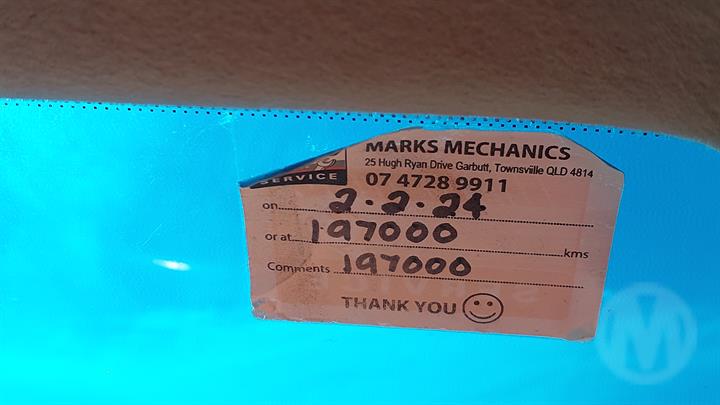 MARKS MECHANICS
25 Hugh Ryan Drive Garbutt, Townsville QLD 4814
SERVICE
07 4728 9911
on 2.2.24
or at 197000 kms
Comments 197000
THANK YOU
M